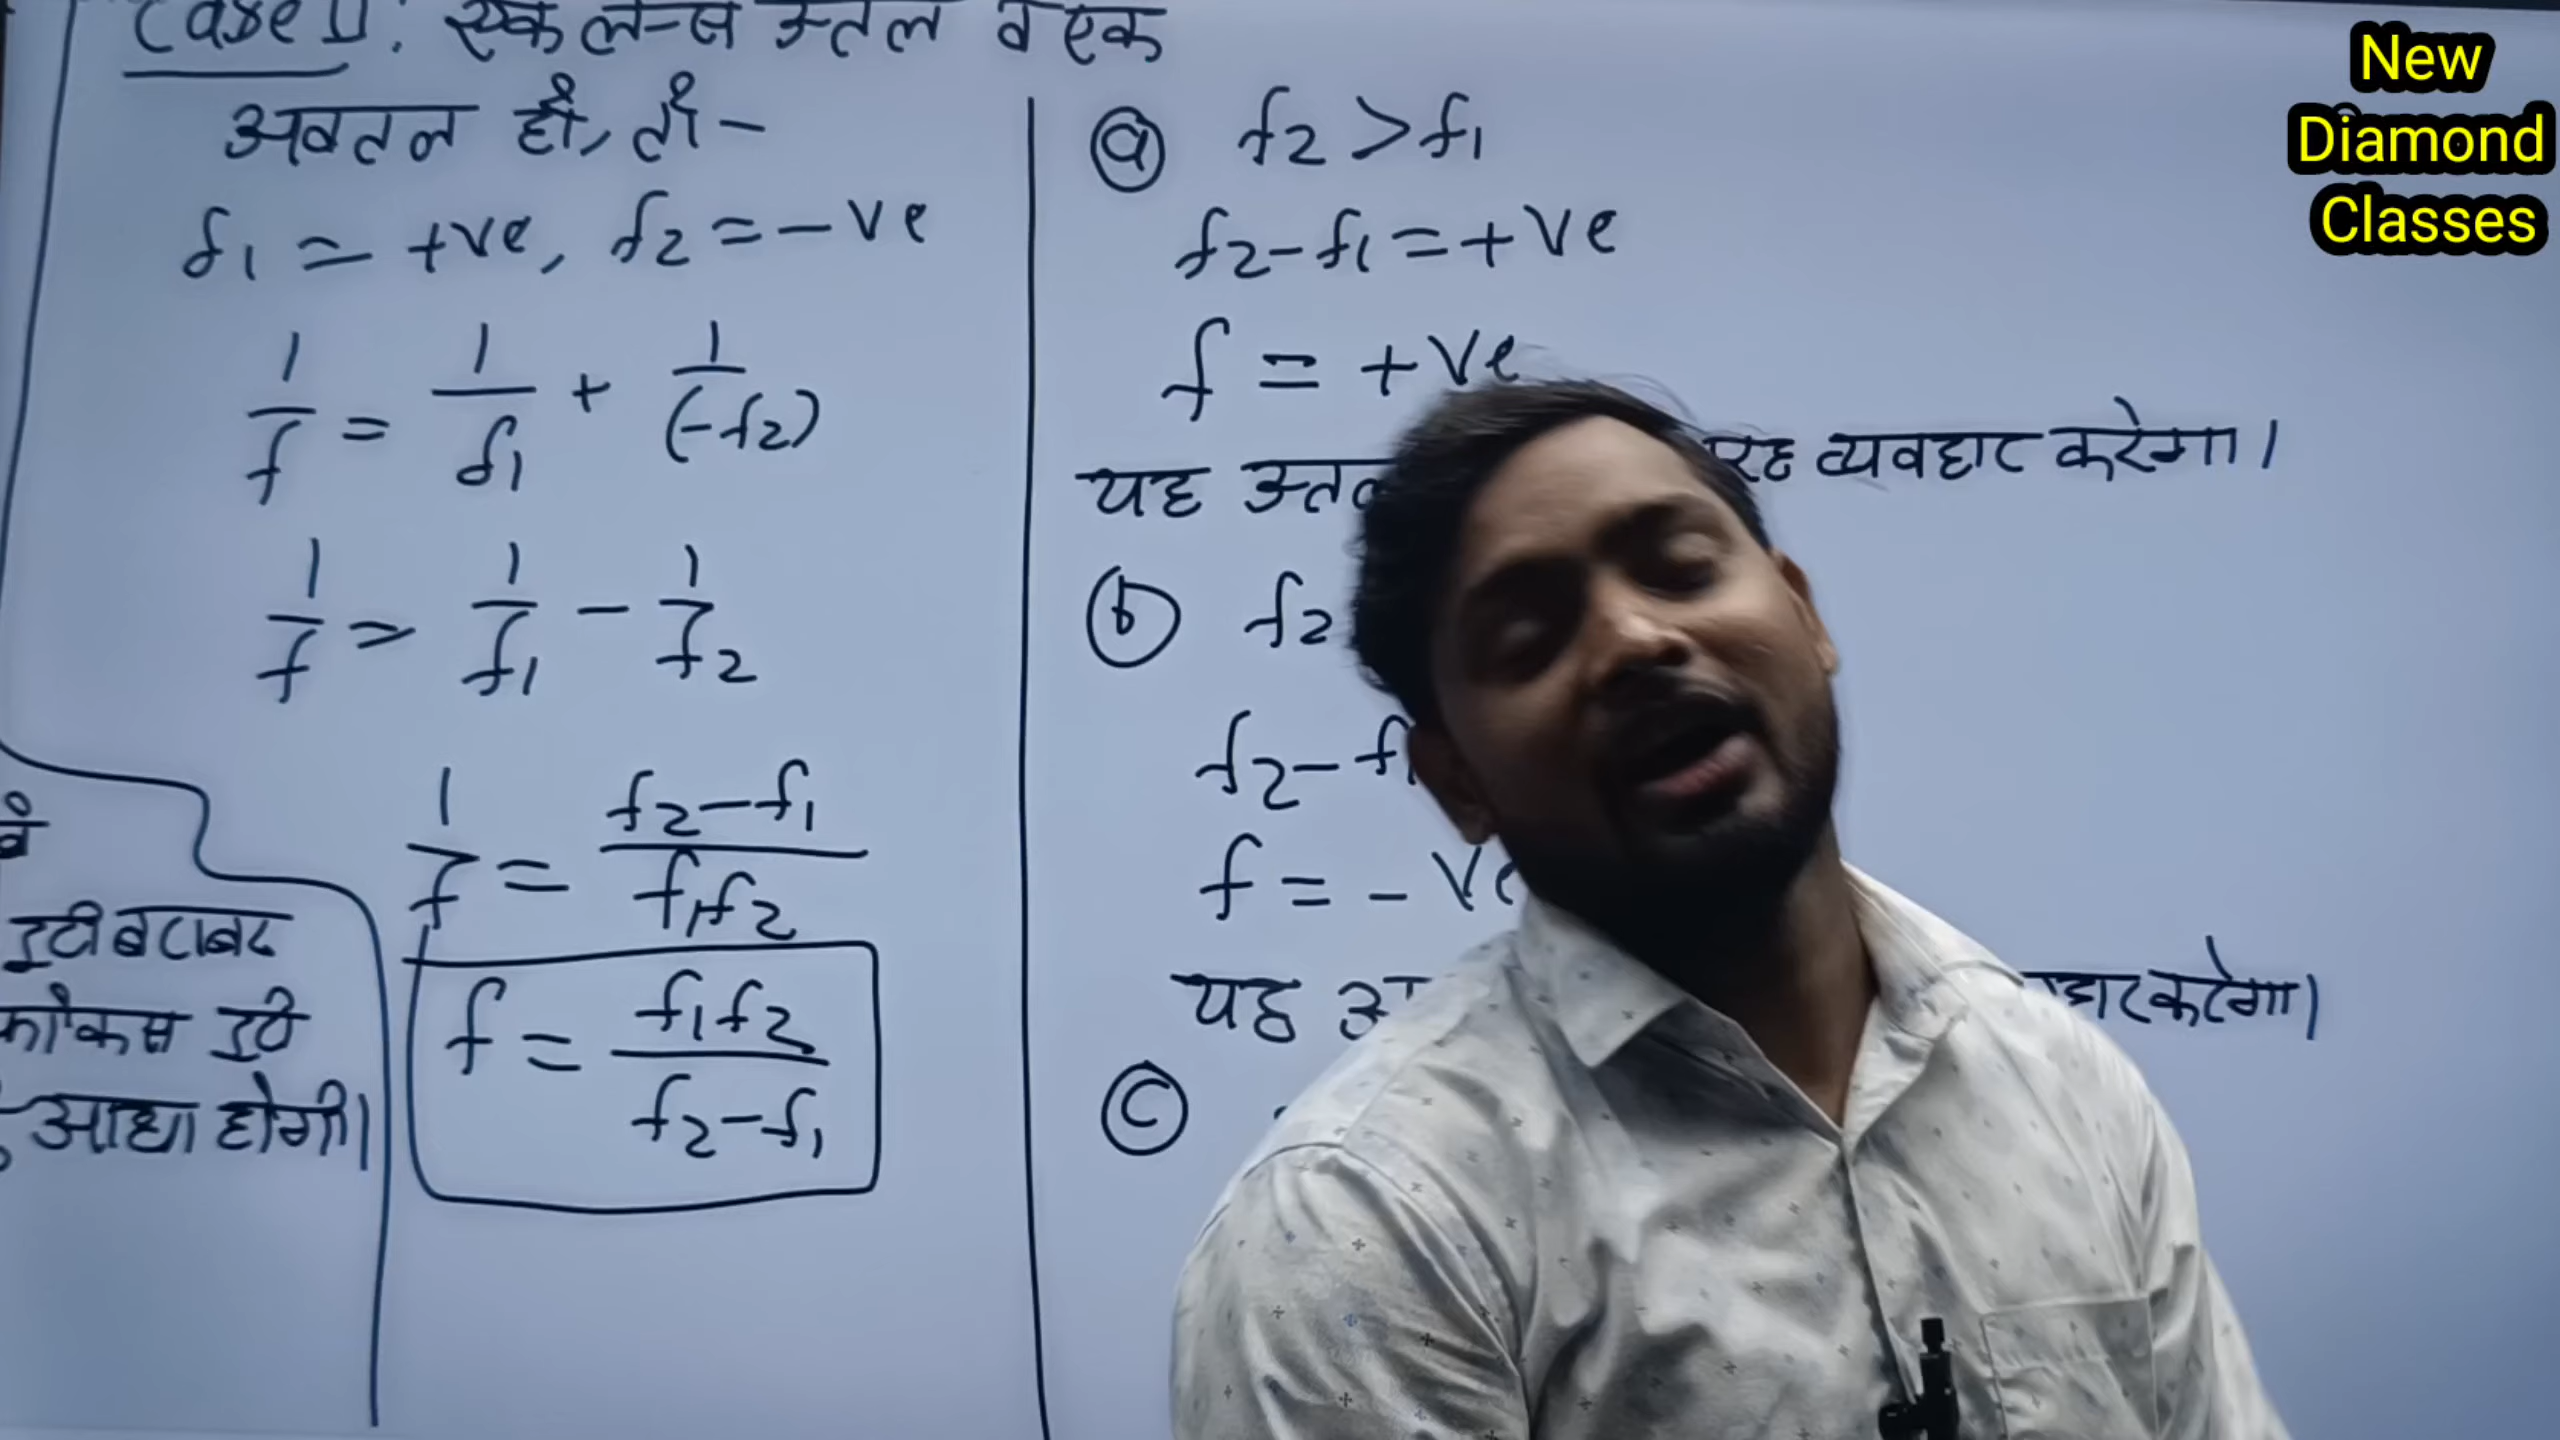 Case II: एक लेन्स उत्तल व एक
अवतल हो, तो -
f1 = +ve, f2 = -ve
1/f = 1/f1 + 1/(-f2)
1/f = 1/f1 - 1/f2
1/f = f2-f1/f1f2
f = f1f2/f2-f1
बराबर
फोकस दूरी
आधा होगी।
(a) f2 > f1
f2-f1 = +ve
f = +ve
यह व्यवहार करेगा।
(b) f2
f2-f1
f = -ve
यह करेगा।
(c)
New
Diamond
Classes